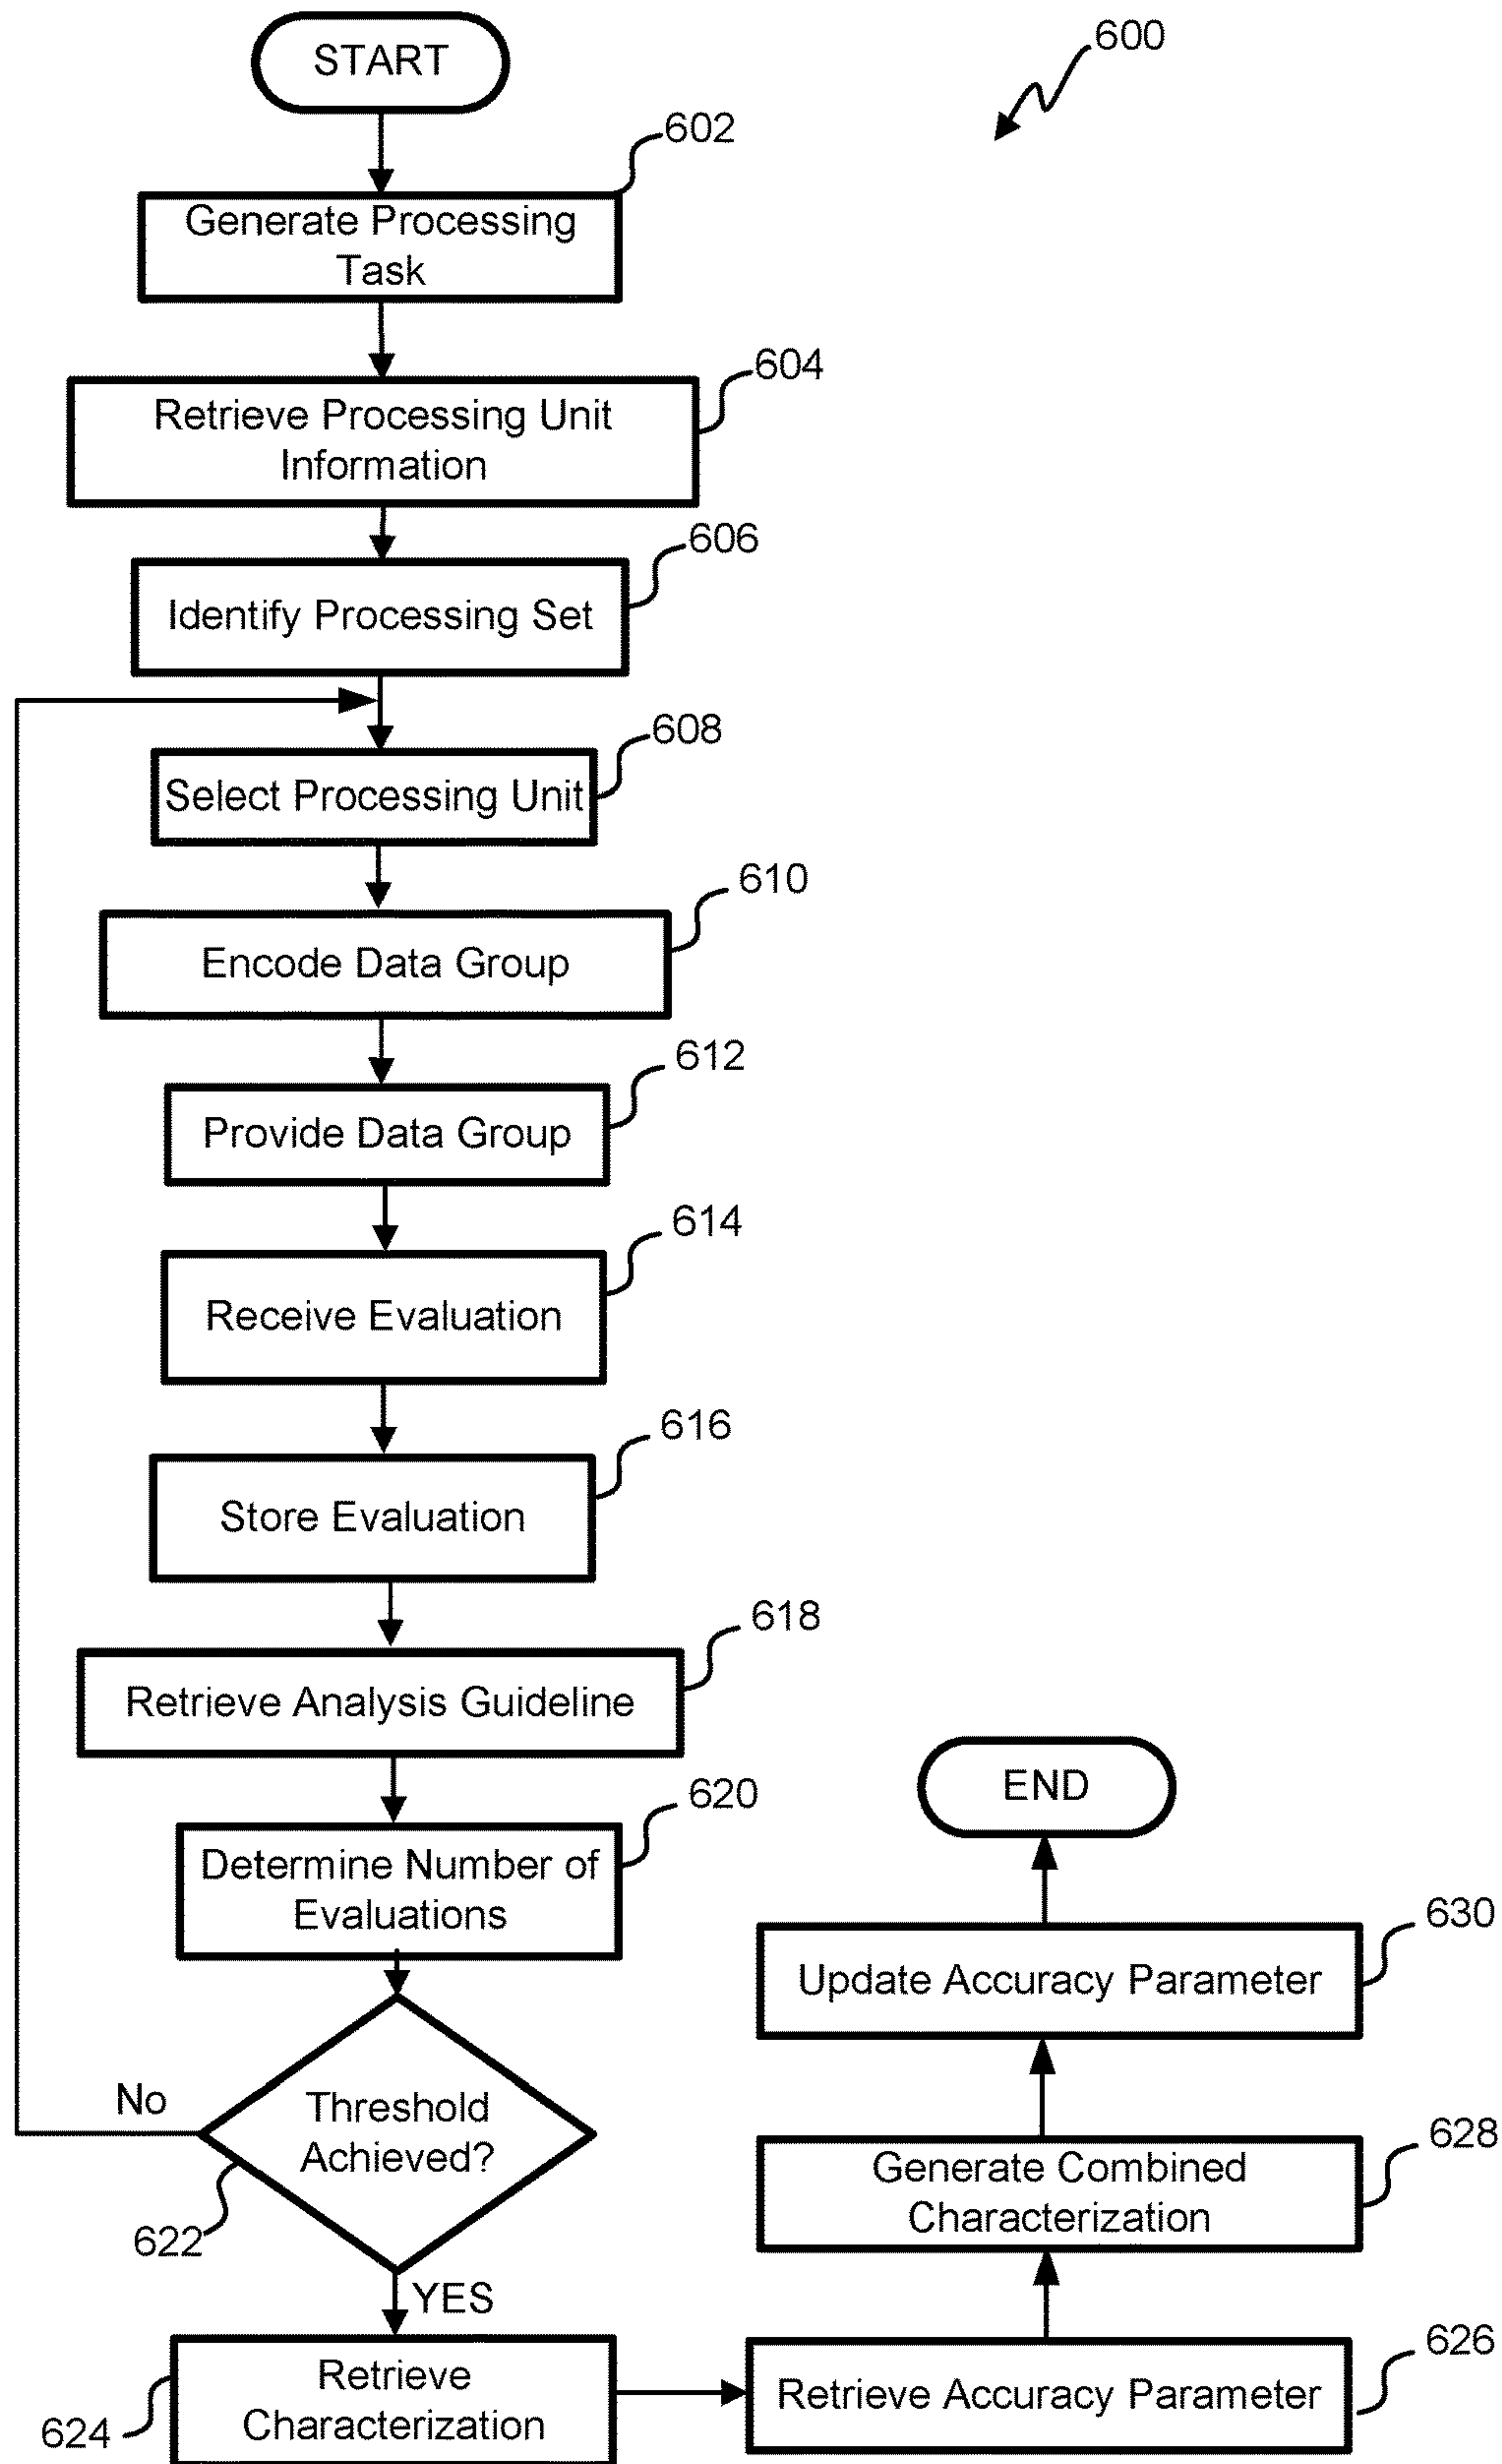 START
600
602
Generate Processing
Task
604
Retrieve Processing Unit
Information
606
Identify Processing Set
608
Select Processing Unit
610
Encode Data Group
612
Provide Data Group
614
Receive Evaluation
616
Store Evaluation
618
Retrieve Analysis Guideline
620
Determine Number of
Evaluations
Threshold
Achieved?
No
622
YES
Retrieve
Characterization
624
626
Retrieve Accuracy Parameter
628
Generate Combined
Characterization
630
Update Accuracy Parameter
END